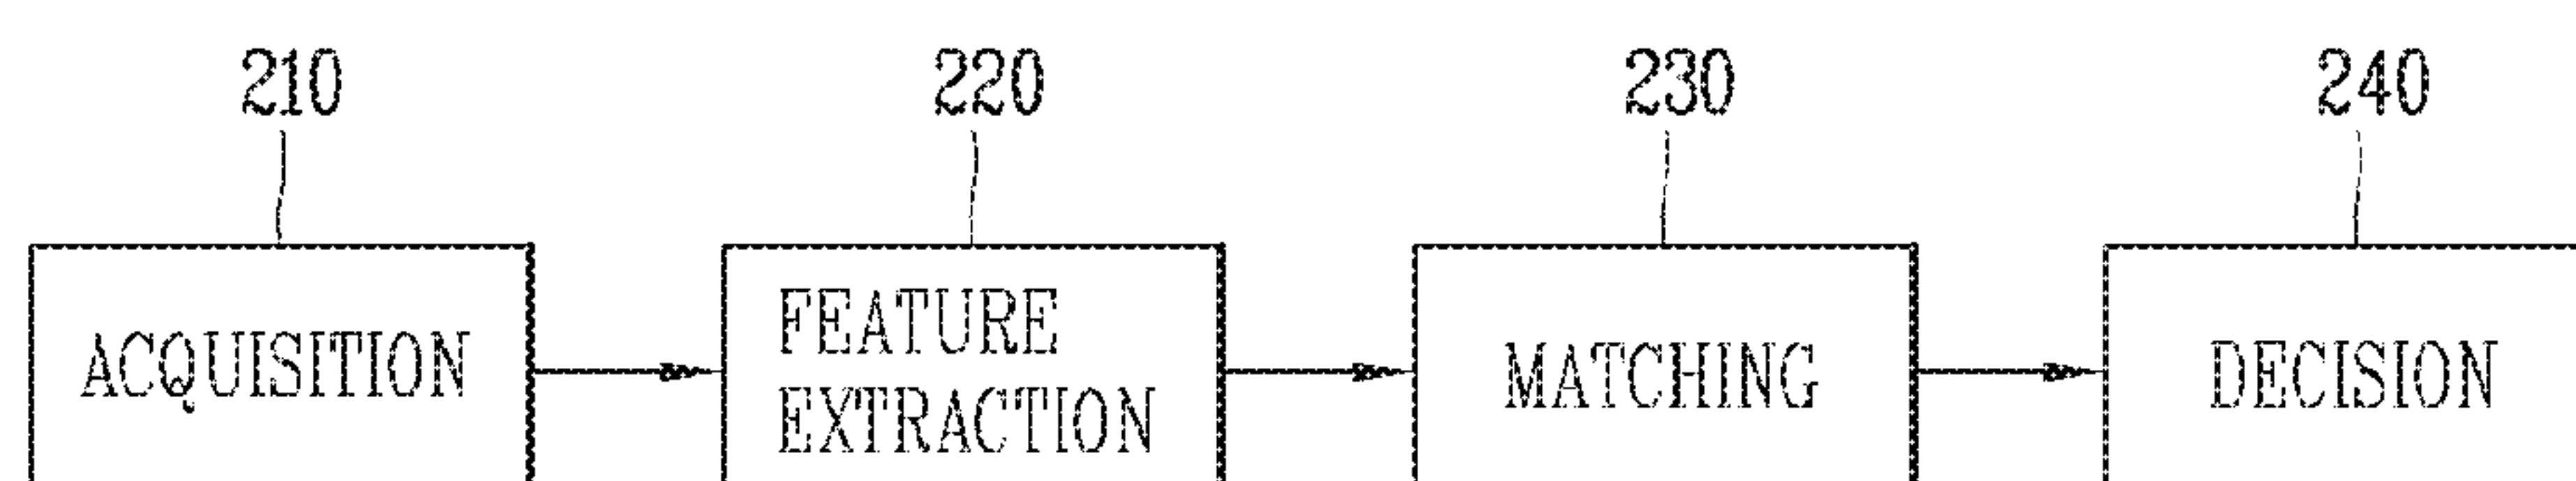 210
220
230
240
ACQUISITION
FEATURE
EXTRACTION
MATCHING
DECISION